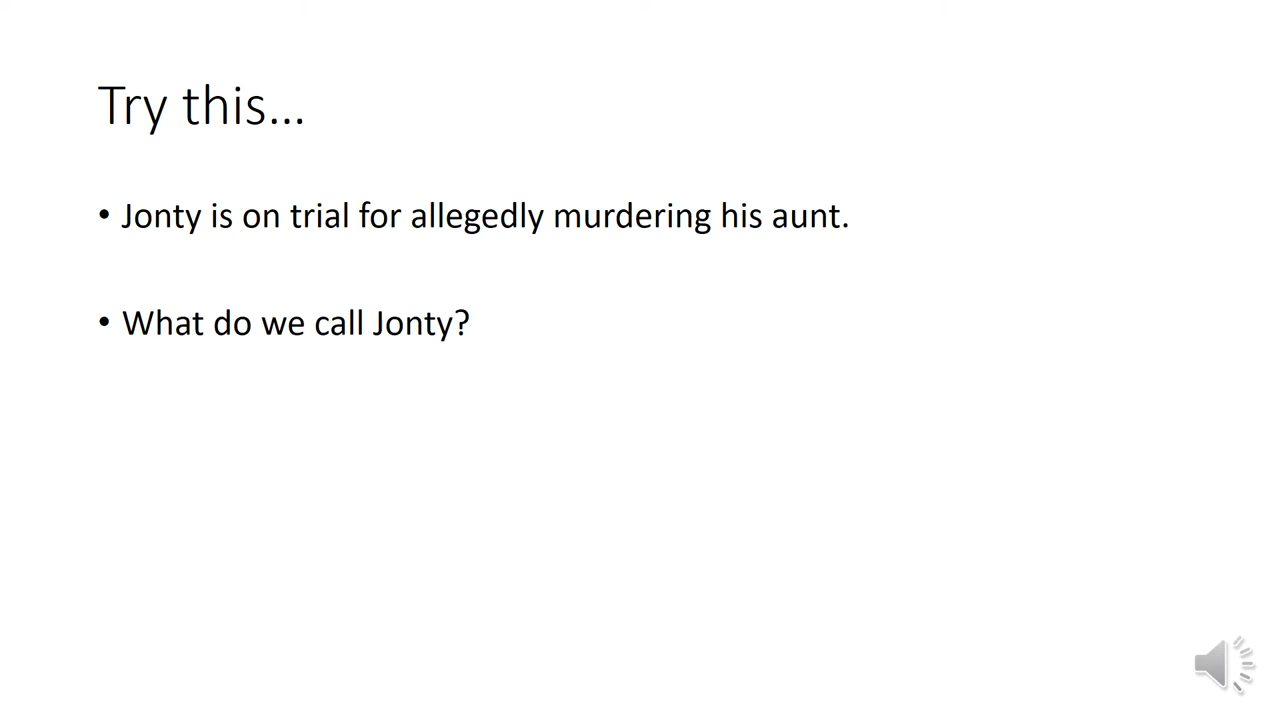 Try this...
• Jonty is on trial for allegedly murdering his aunt.
• What do we call Jonty?